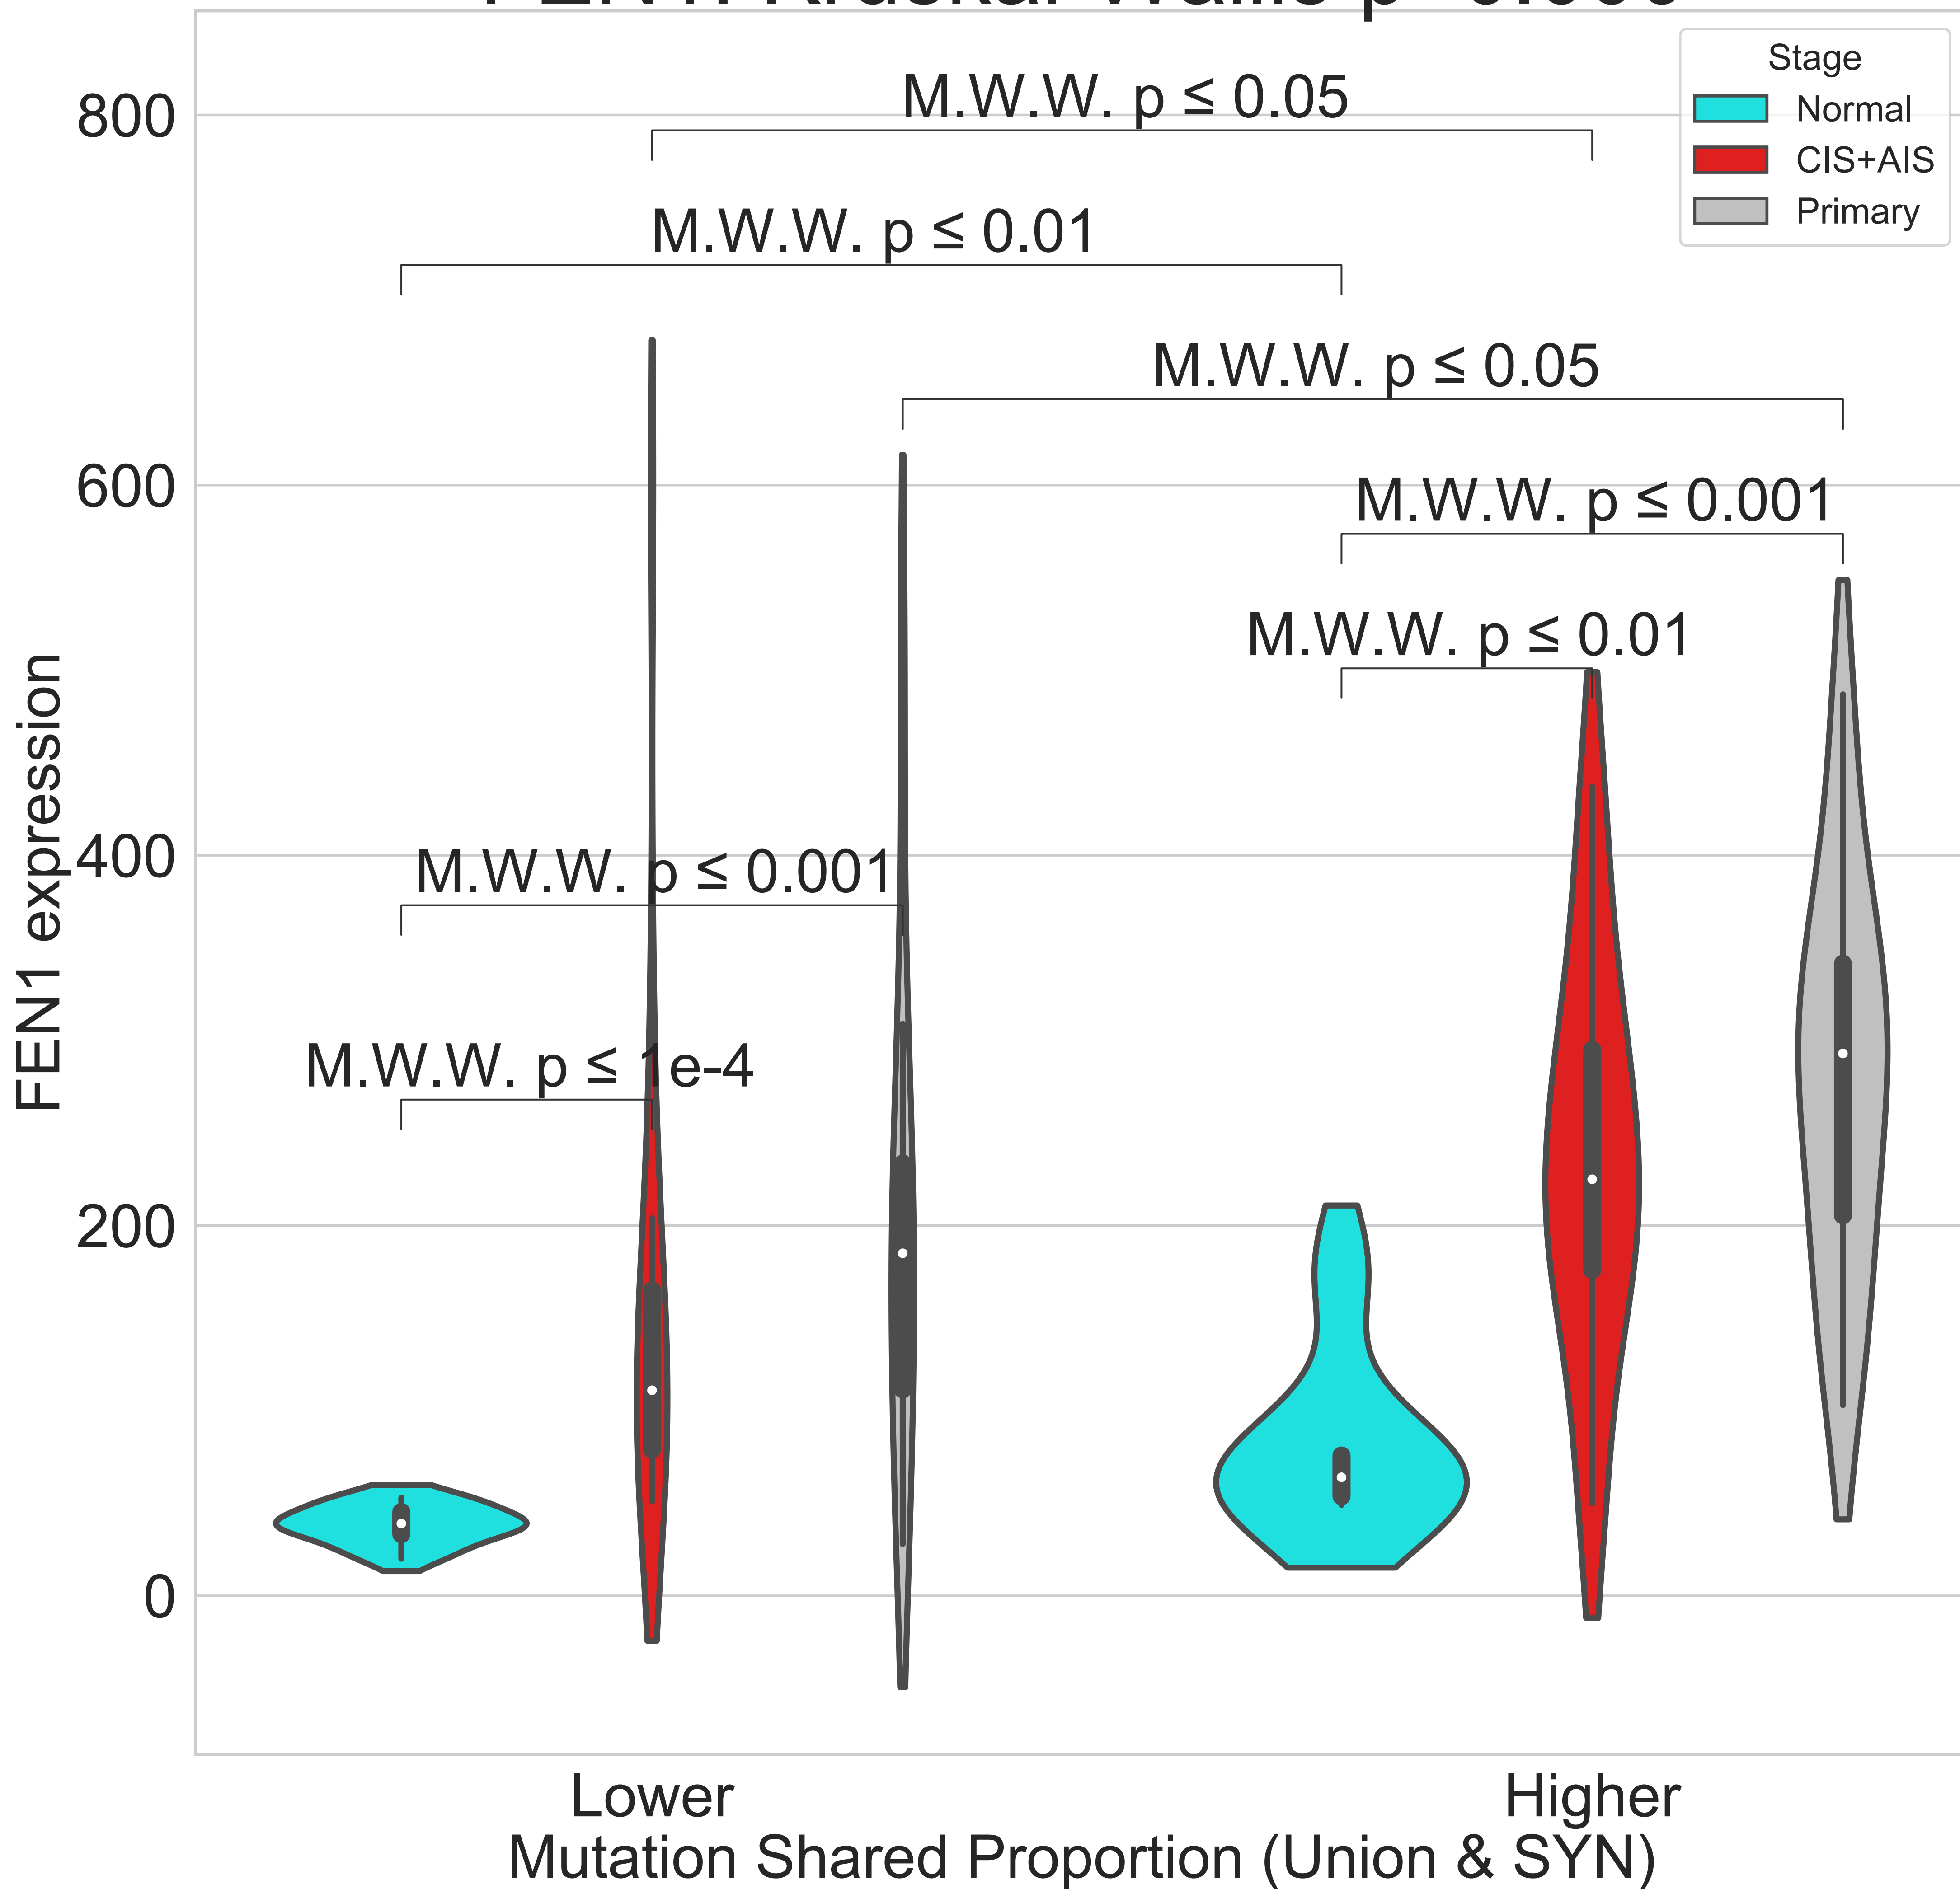 Stage
Normal
CIS+AIS
Primary
M.W.W. p ≤ 0.05
M.W.W. p ≤ 0.01
M.W.W. p ≤ 0.05
M.W.W. p ≤ 0.001
M.W.W. p ≤ 0.01
M.W.W. p ≤ 0.001
M.W.W. p ≤ 1e-4
800
600
400
200
0
FEN1 expression
Lower
Higher
Mutation Shared Proportion (Union & SYN)